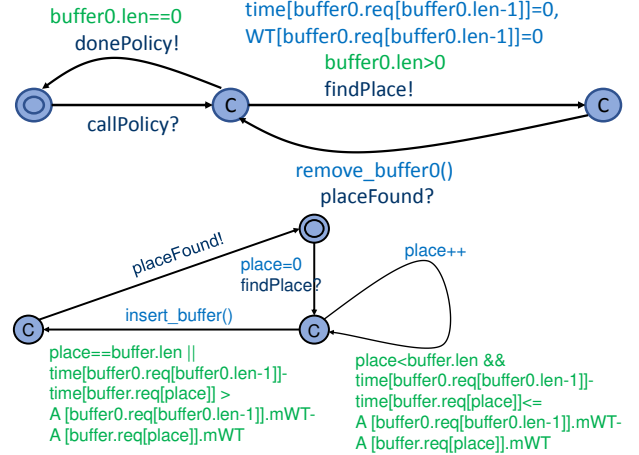 buffer0.len==0
donePolicy!
time[buffer0.req[buffer0.len-1]]=0,
WT[buffer0.req[buffer0.len-1]]=0
buffer0.len>0
findPlace!
C
C
callPolicy?
remove_buffer0()
placeFound?
placeFound!
place=0
findPlace?
place++
insert_buffer()
C
C
place==buffer.len ||
time[buffer0.req[buffer0.len-1]]-
time[buffer.req[place]] >
A [buffer0.req[buffer0.len-1]].mWT-
A [buffer.req[place]].mWT
place<buffer.len &&
time[buffer0.req[buffer0.len-1]]-
time[buffer.req[place]]<=
A [buffer0.req[buffer0.len-1]].mWT-
A [buffer.req[place]].mWT